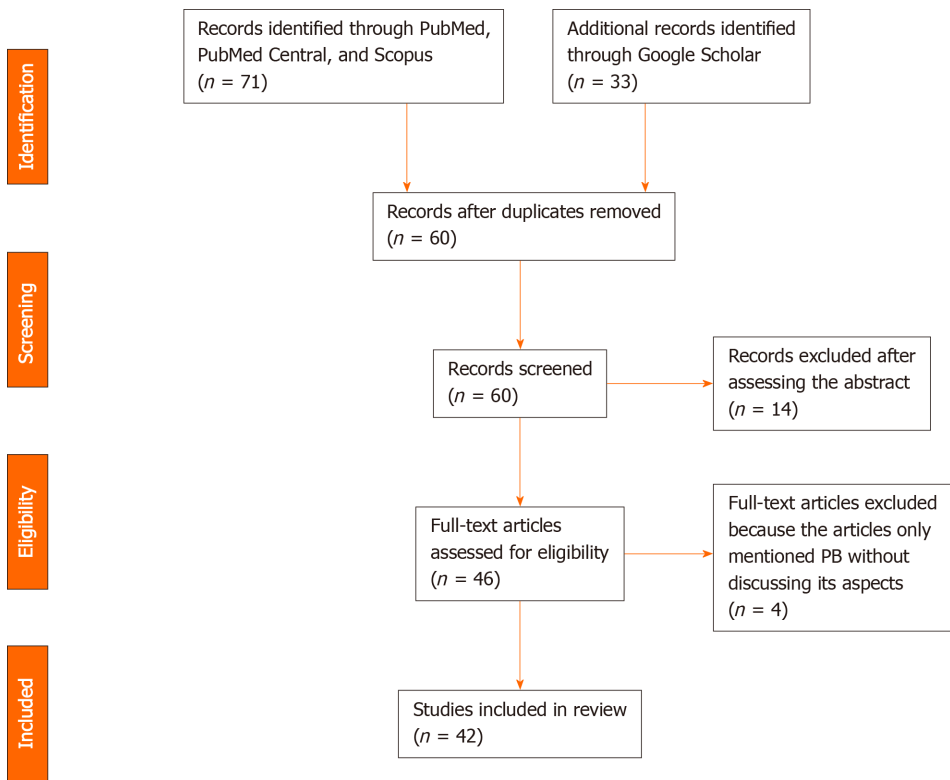 Identification
Records identified through PubMed,
PubMed Central, and Scopus
(n = 71)
Additional records identified
through Google Scholar
(n = 33)
Records after duplicates removed
(n = 60)
Screening
Records screened
(n = 60)
Records excluded after
assessing the abstract
(n = 14)
Eligibility
Full-text articles
assessed for eligibility
(n = 46)
Full-text articles excluded
because the articles only
mentioned PB without
discussing its aspects
(n = 4)
Included
Studies included in review
(n = 42)